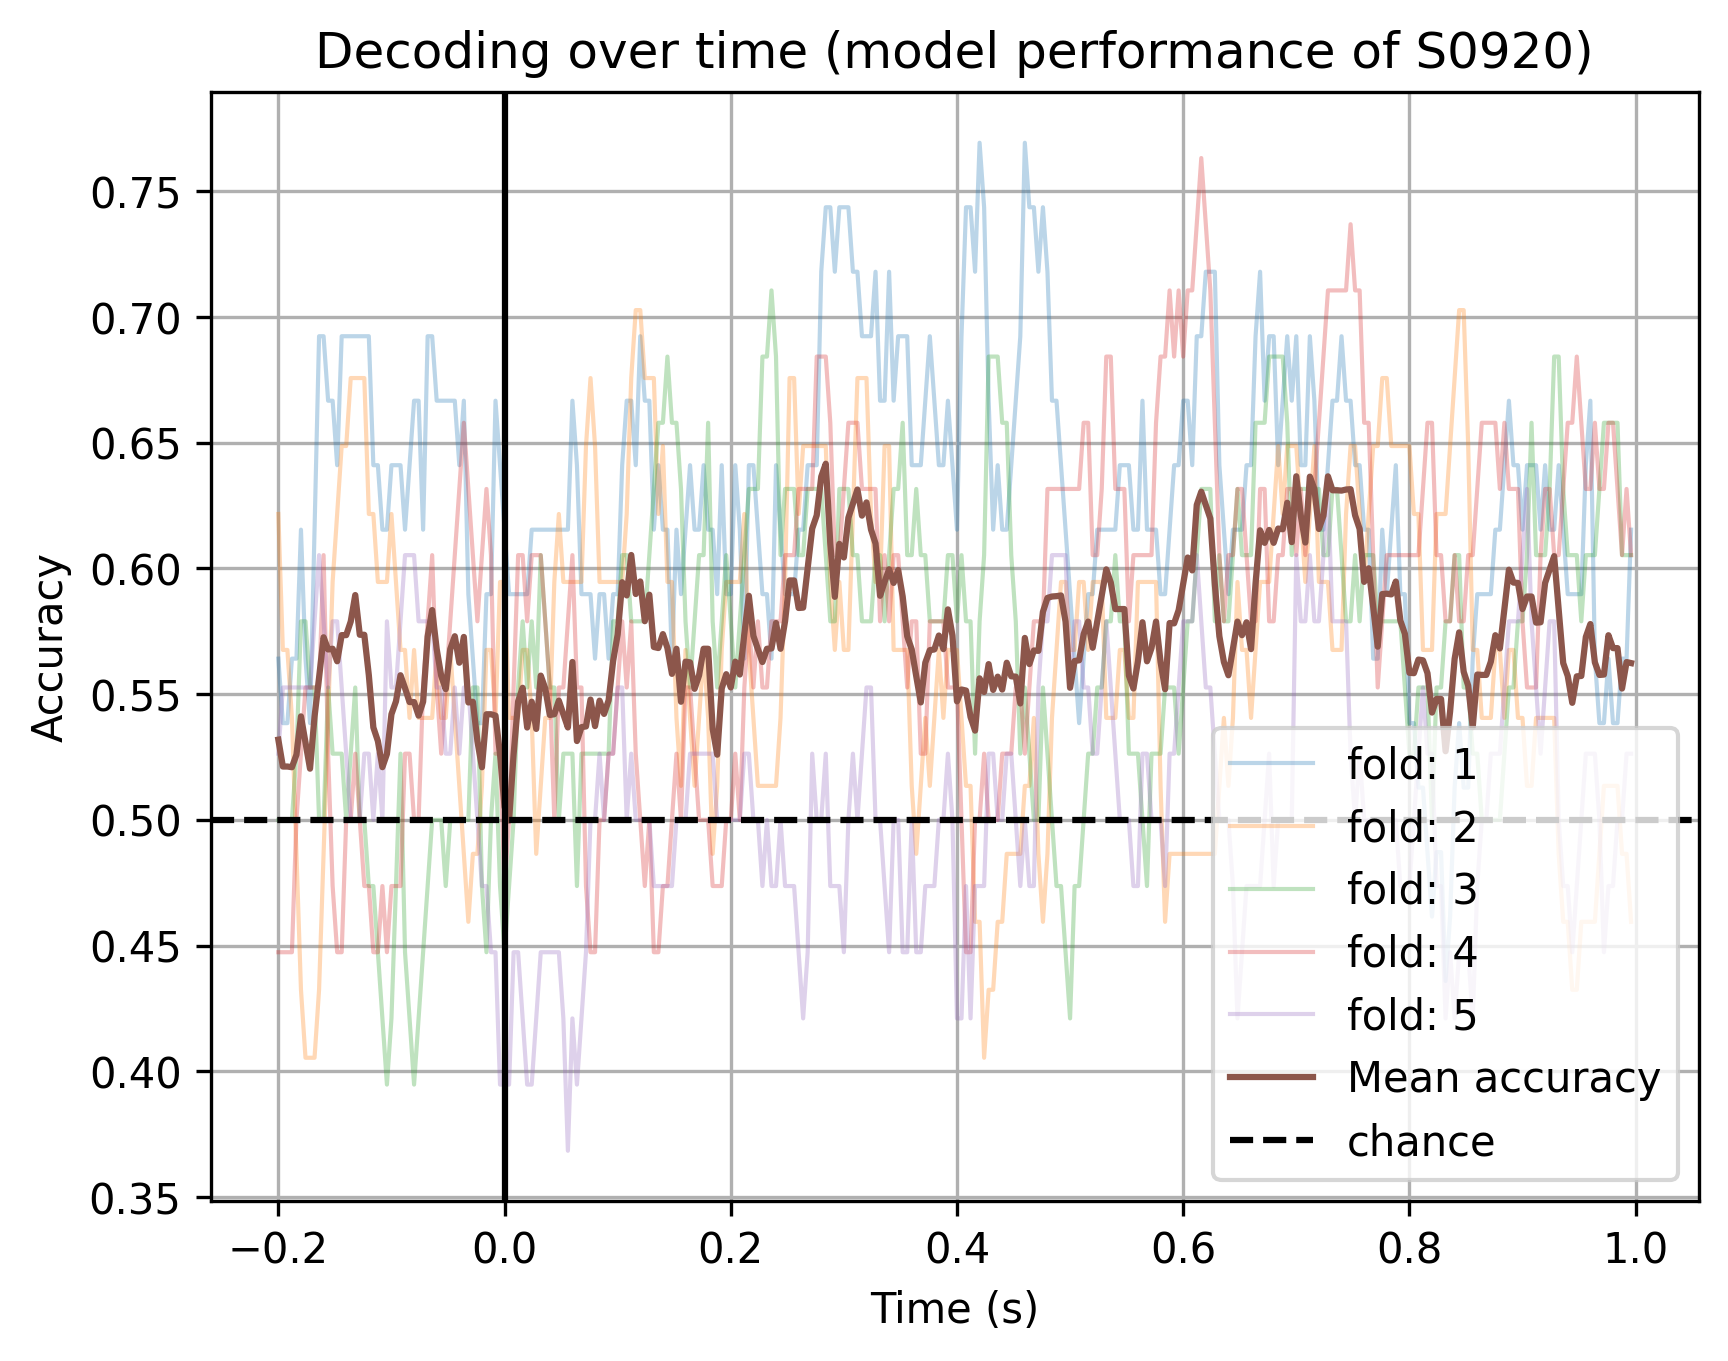 Decoding over time (model performance of S0920)
Accuracy
0.75
0.70
0.65
0.60
0.55
0.50
0.45
0.40
0.35
fold: 1
fold: 2
fold: 3
fold: 4
fold: 5
Mean accuracy
chance
−0.2 0.0 0.2 0.4 0.6 0.8 1.0
Time (s)